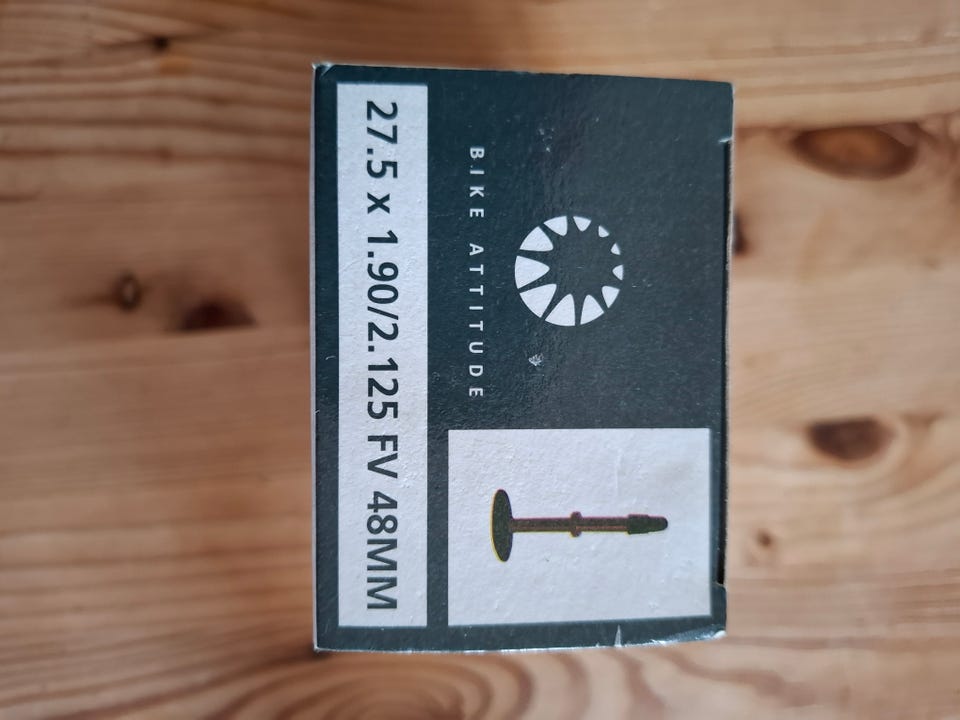 BIKE ATTITUDE
27.5 x 1.90/2.125 FV 48MM